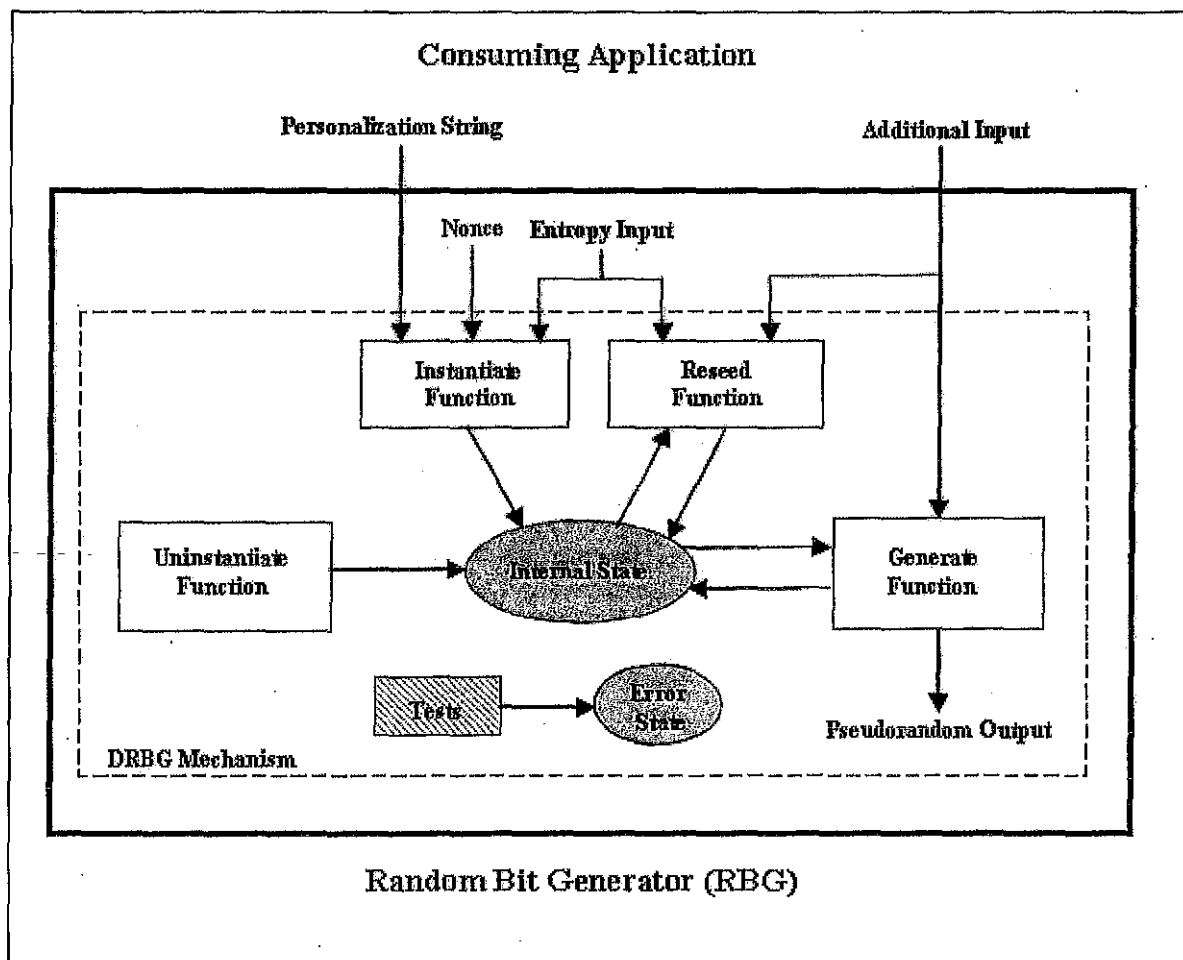 Consuming Application
Personalization String
Additional Input
Nonce
Entropy Input
Instantiate
Function
Reseed
Function
Uninstantiate
Function
Internal State
Generate
Function
Tests
Error
State
Pseudorandom Output
DRBG Mechanism
Random Bit Generator (RBG)